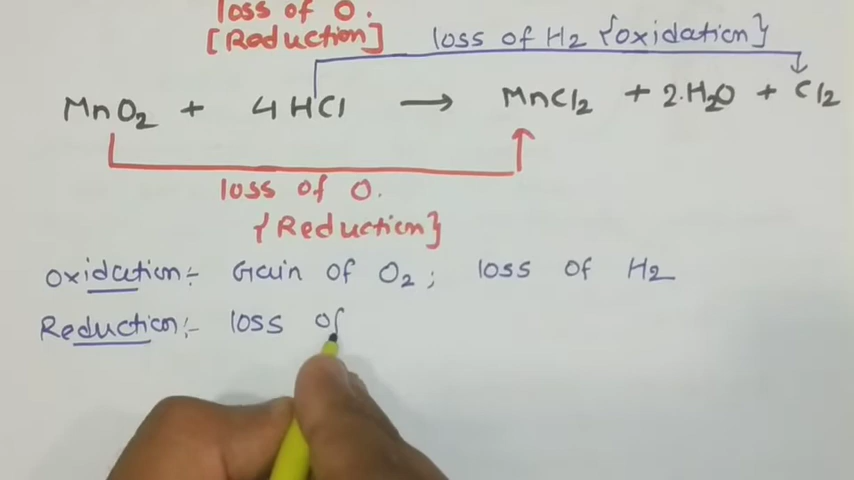 loss of O.
[Reduction]
loss of H2 {oxidation}
MnO2 + 4HCl → MnCl2 + 2.H2O + Cl2
loss of O.
{Reduction}
Oxidation:- Gain of O2; loss of H2
Reduction:- loss of